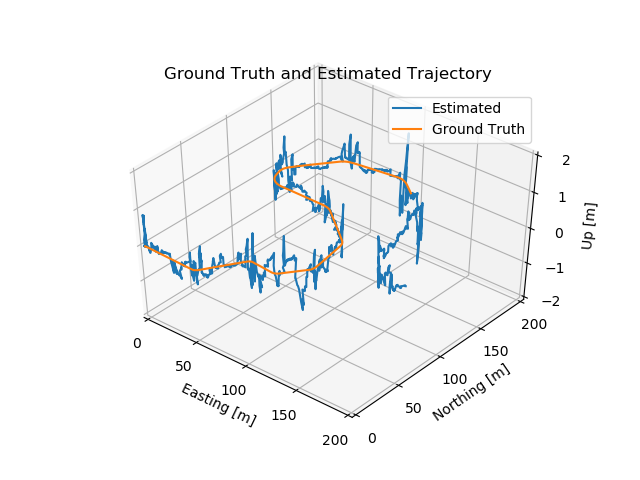 Ground Truth and Estimated Trajectory
Estimated
Ground Truth
2
1
0
−1
−2
Up [m]
0
50
100
150
200
Easting [m]
0
50
100
150
200
Northing [m]